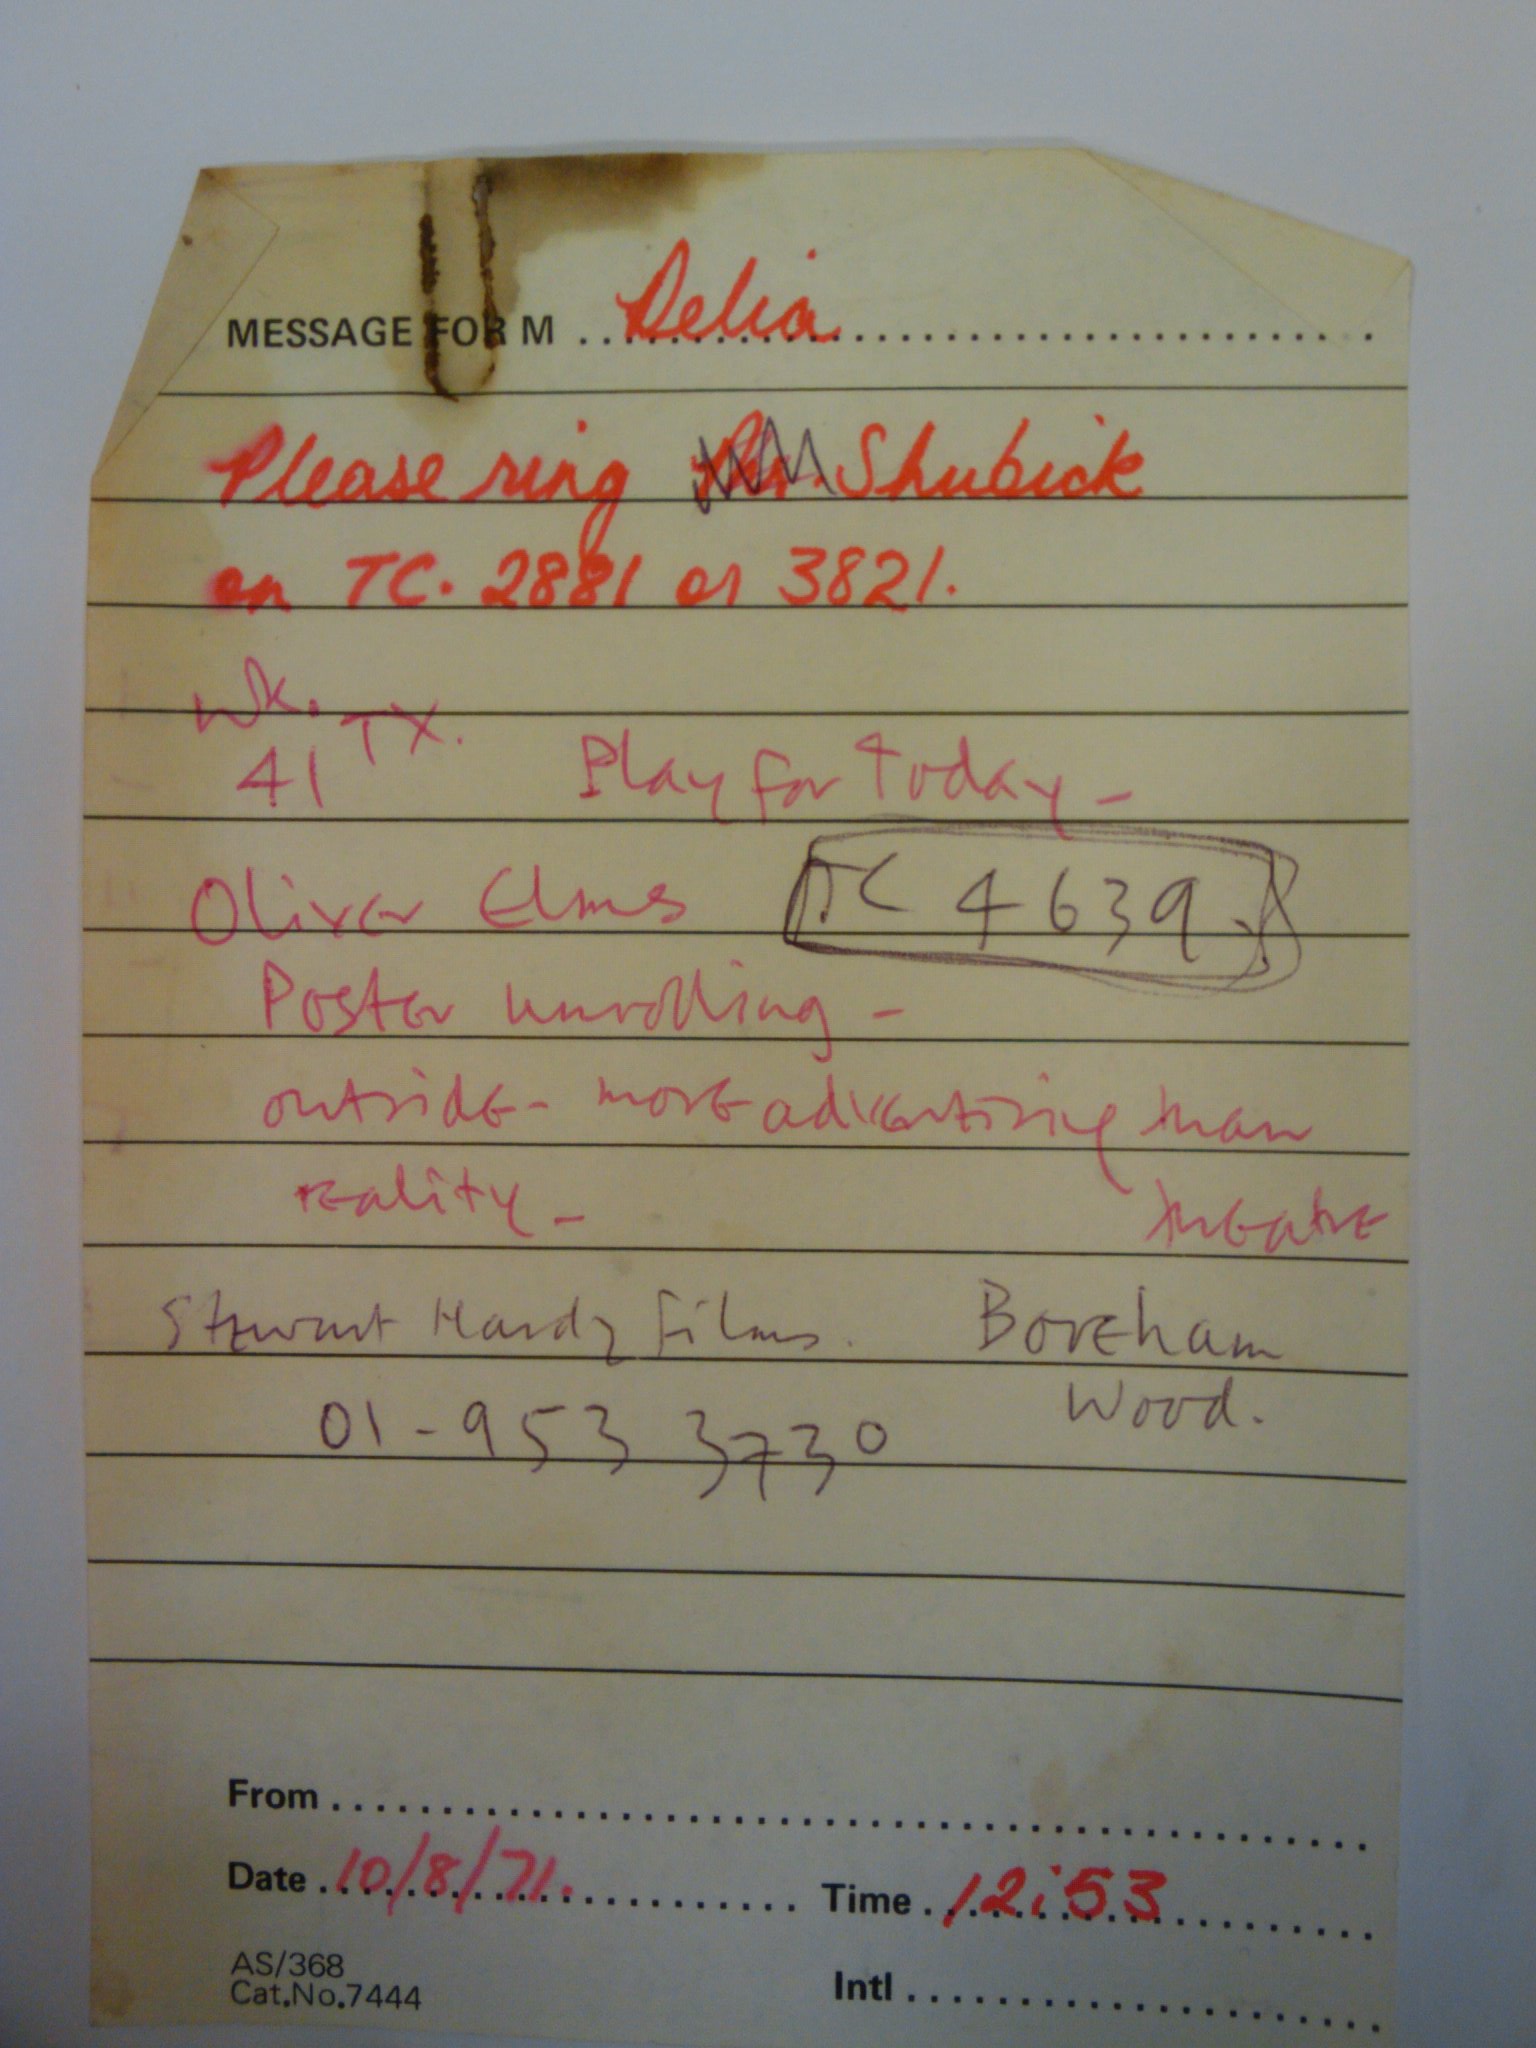 MESSAGE FOR M .. Delia
Please ring Shubick
on TC. 2881 or 3821.
Wk.
41 TX. Play for Today -
Oliver Elmes TC 4639.
Poster unrolling -
outside - more advertising than
reality - theatre
Stewart Hardy Films. Boreham
Wood.
01-953 3730
From
Date 10/8/71. Time 12:53
AS/368
Cat.No.7444 Intl